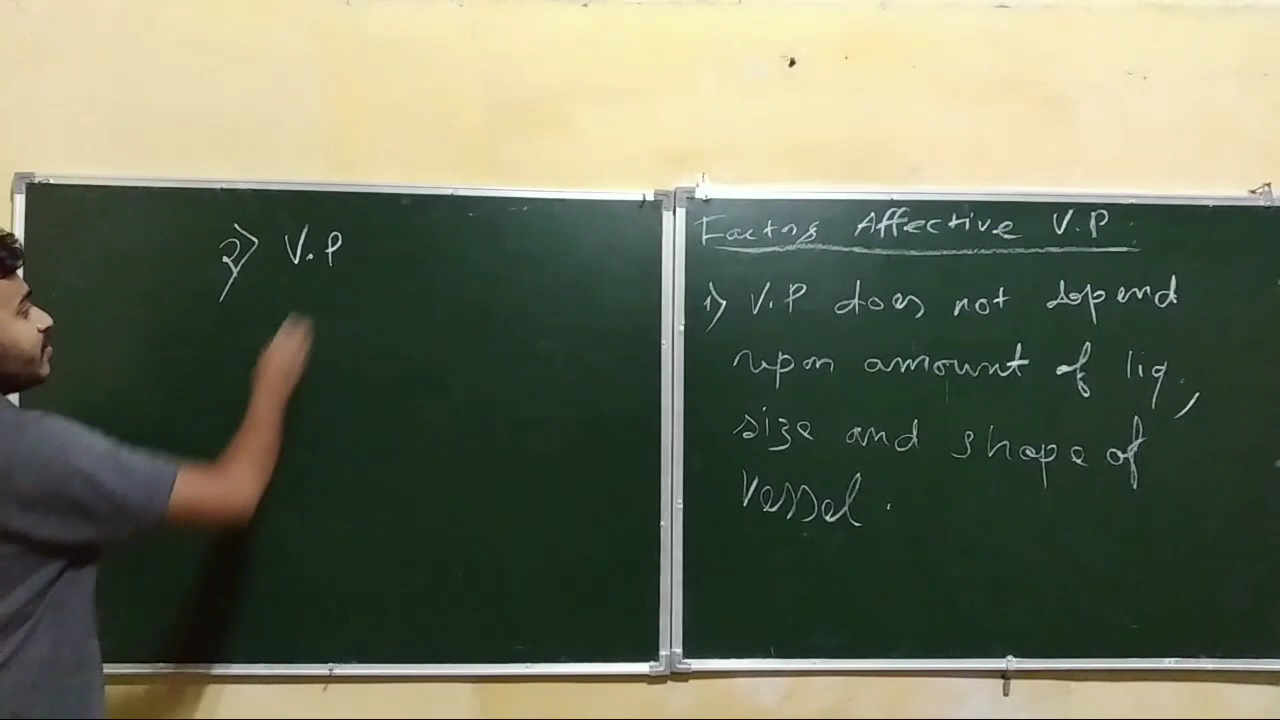 Factors Affective V.P.
1) V.P does not depend
upon amount of liq.,
size and shape of
Vessel.
2) V.P